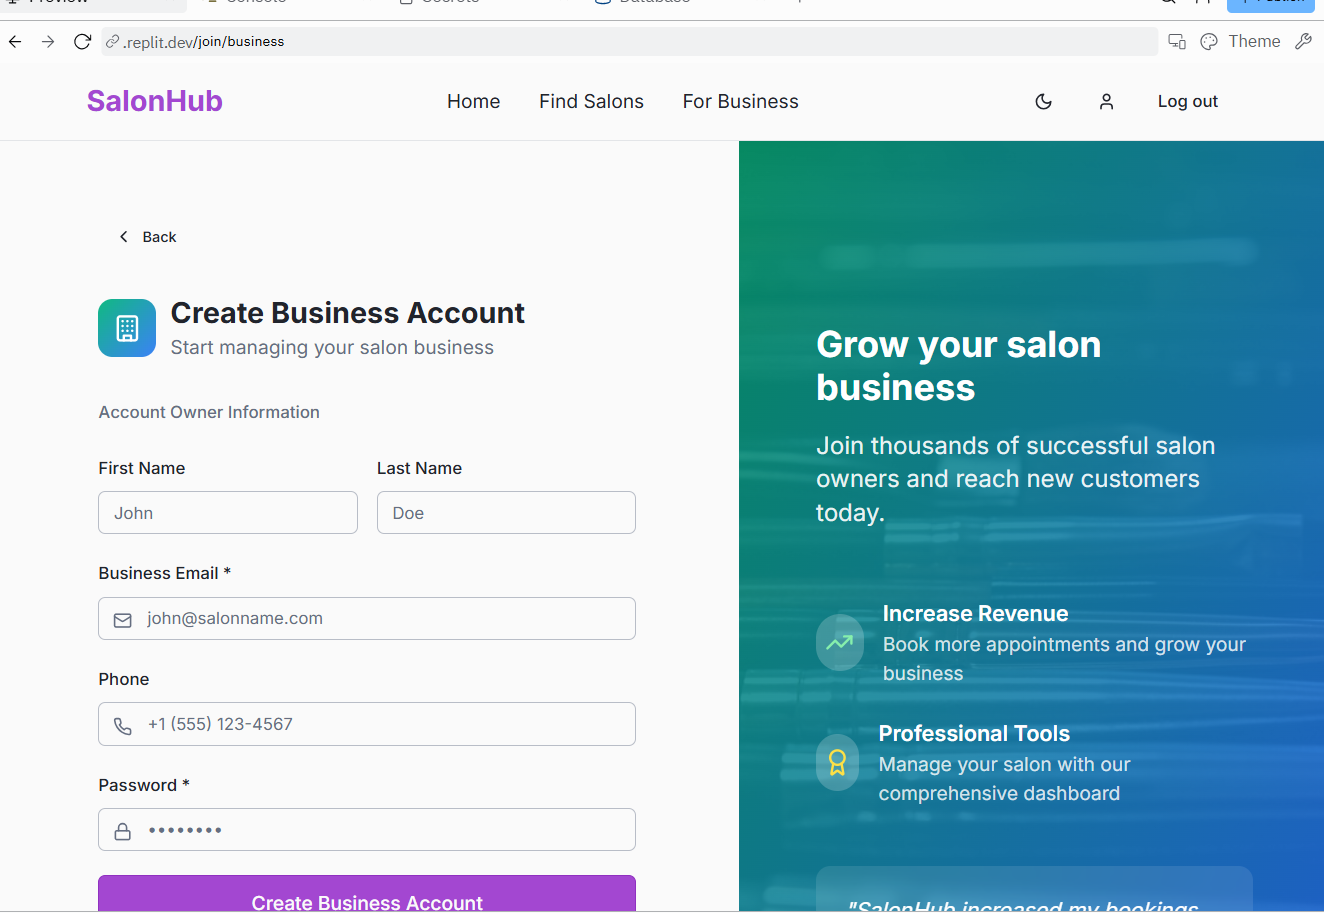 .replit.dev/join/business
Theme
SalonHub
Home
Find Salons
For Business
Log out
Back
Create Business Account
Start managing your salon business
Account Owner Information
First Name
Last Name
John
Doe
Business Email *
john@salonname.com
Phone
+1 (555) 123-4567
Password *
••••••••
Create Business Account
Grow your salon
business
Join thousands of successful salon
owners and reach new customers
today.
Increase Revenue
Book more appointments and grow your
business
Professional Tools
Manage your salon with our
comprehensive dashboard
"SalonHub increased my bookings